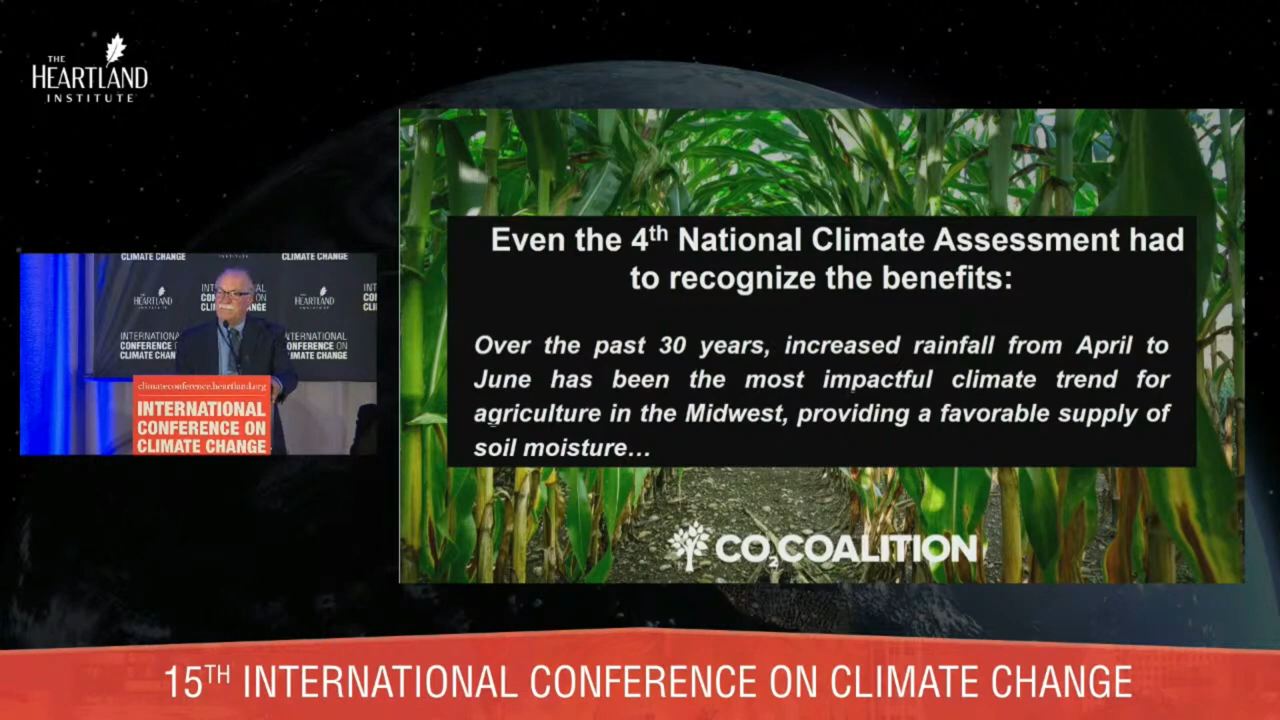 THE
HEARTLAND
INSTITUTE
Even the 4th National Climate Assessment had
to recognize the benefits:
Over the past 30 years, increased rainfall from April to
June has been the most impactful climate trend for
agriculture in the Midwest, providing a favorable supply of
soil moisture…
CO2COALITION
CLIMATE CHANGE
CLIMATE CHANGE
HEARTLAND
HEARTLAND
INTERNATIONAL
CONFERENCE ON
CLIMATE CHANGE
climateconference.heartland.org
INTERNATIONAL
CONFERENCE ON
CLIMATE CHANGE
15TH INTERNATIONAL CONFERENCE ON CLIMATE CHANGE